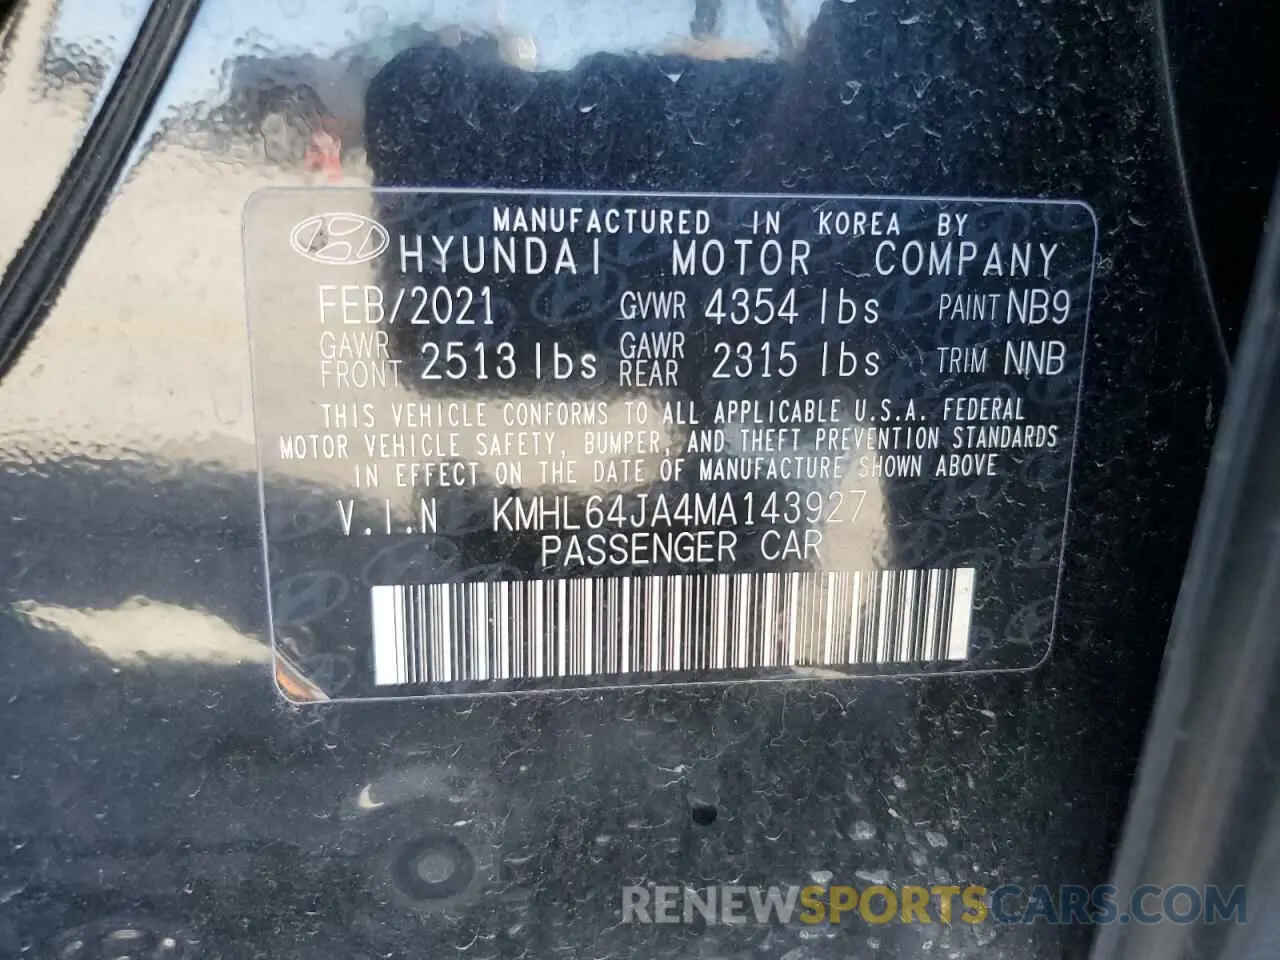 MANUFACTURED IN KOREA BY
HYUNDAI MOTOR COMPANY
FEB/2021 GVWR 4354 lbs PAINT NB9
GAWR FRONT 2513 lbs GAWR REAR 2315 lbs TRIM NNB
THIS VEHICLE CONFORMS TO ALL APPLICABLE U.S.A. FEDERAL
MOTOR VEHICLE SAFETY, BUMPER, AND THEFT PREVENTION STANDARDS
IN EFFECT ON THE DATE OF MANUFACTURE SHOWN ABOVE
V.I.N KMHL64JA4MA143927
PASSENGER CAR
RENEWSPORTSCARS.COM